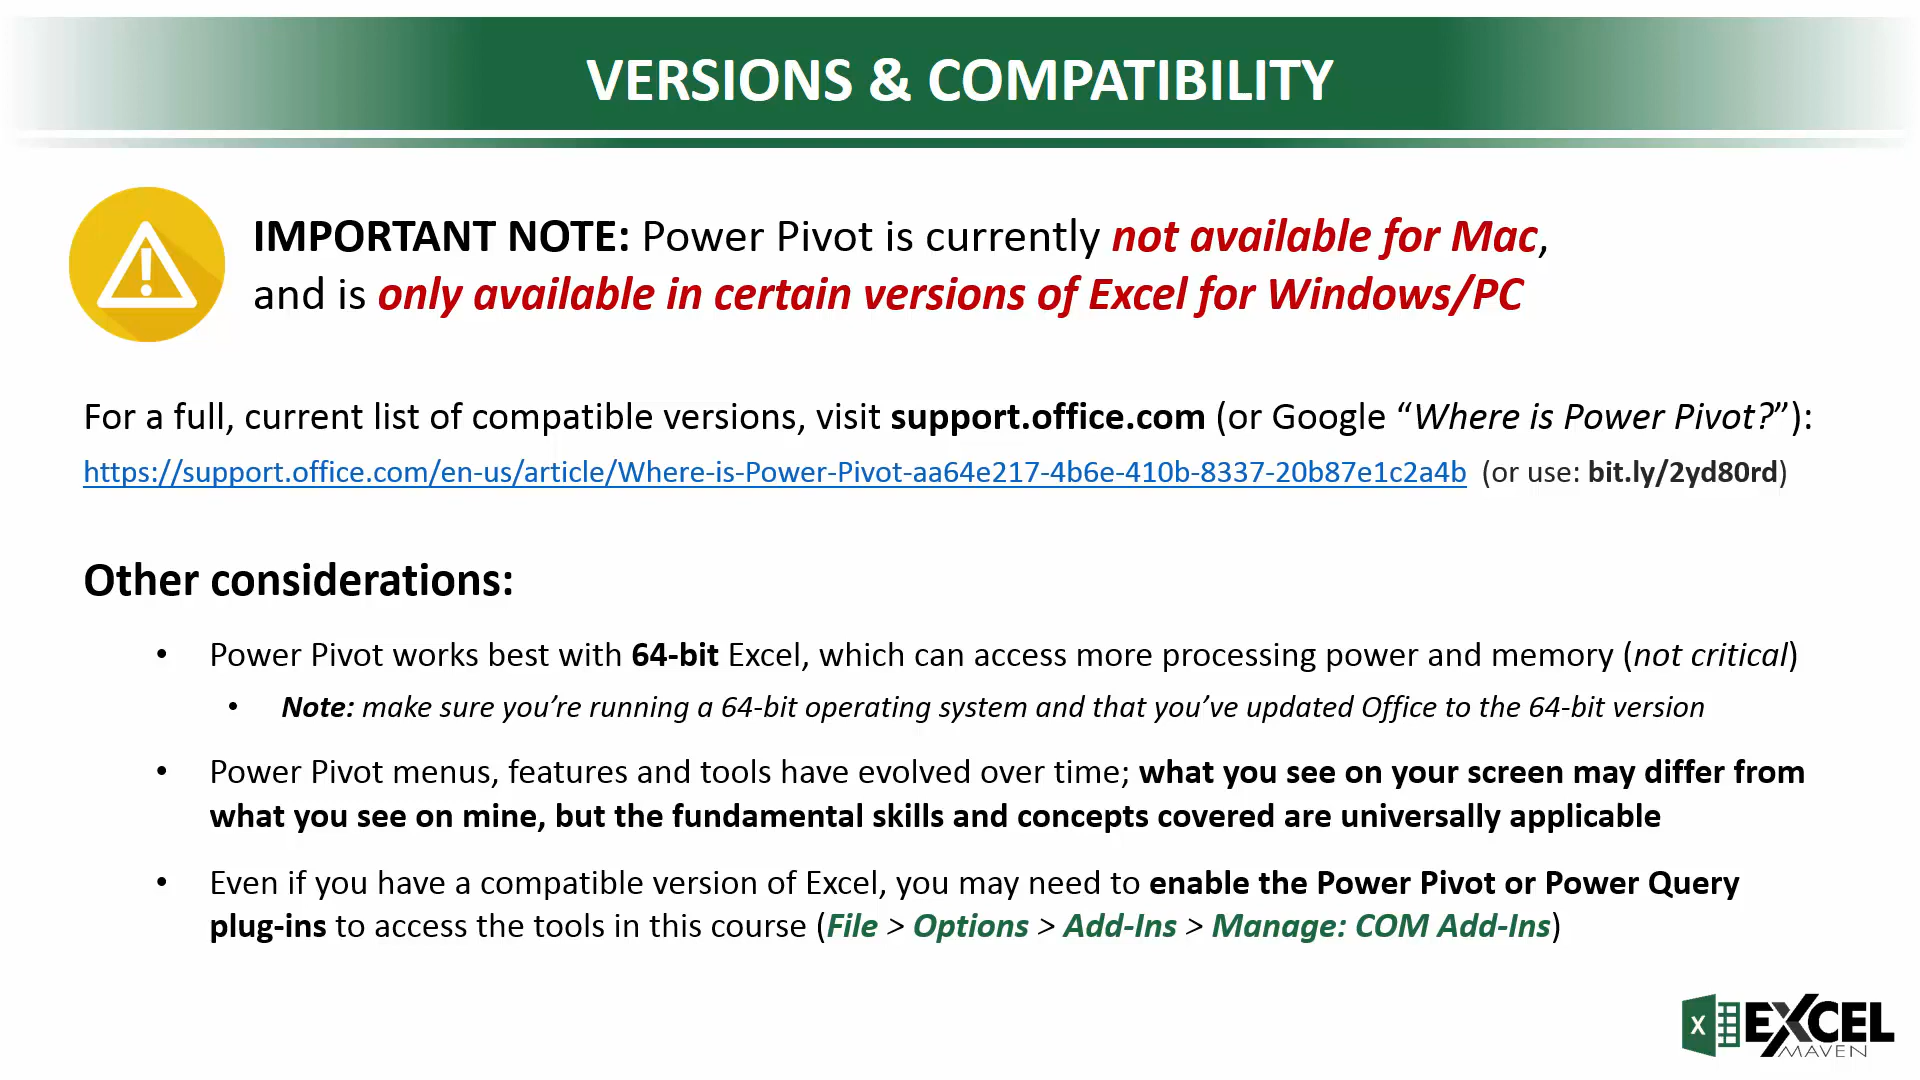 VERSIONS & COMPATIBILITY
IMPORTANT NOTE: Power Pivot is currently not available for Mac,
and is only available in certain versions of Excel for Windows/PC
For a full, current list of compatible versions, visit support.office.com (or Google “Where is Power Pivot?”):
https://support.office.com/en-us/article/Where-is-Power-Pivot-aa64e217-4b6e-410b-8337-20b87e1c2a4b (or use: bit.ly/2yd80rd)
Other considerations:
• Power Pivot works best with 64-bit Excel, which can access more processing power and memory (not critical)
• Note: make sure you’re running a 64-bit operating system and that you’ve updated Office to the 64-bit version
• Power Pivot menus, features and tools have evolved over time; what you see on your screen may differ from
what you see on mine, but the fundamental skills and concepts covered are universally applicable
• Even if you have a compatible version of Excel, you may need to enable the Power Pivot or Power Query
plug-ins to access the tools in this course (File > Options > Add-Ins > Manage: COM Add-Ins)
X EXCEL
MAVEN